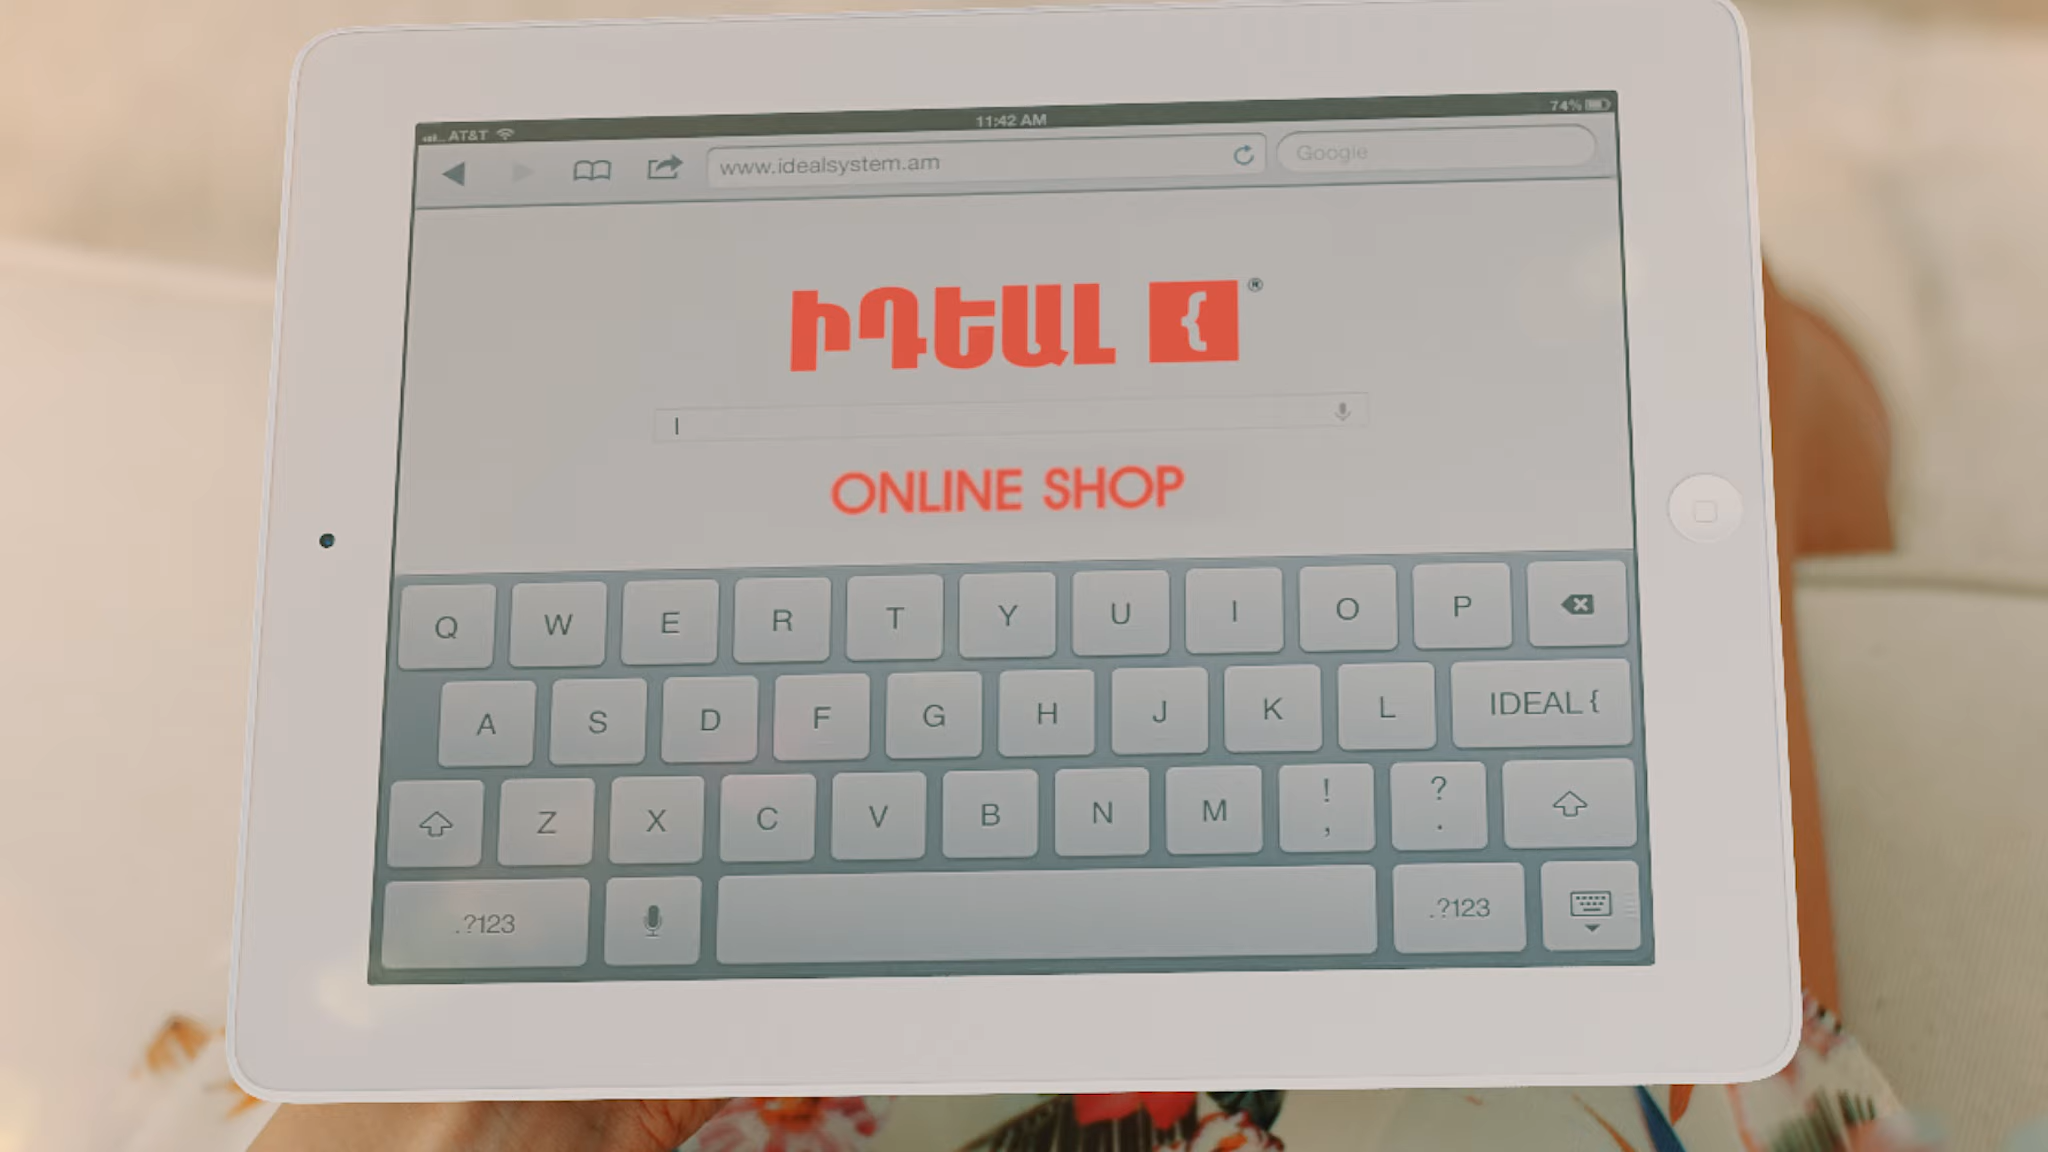 AT&T 11:42 AM 74%
www.idealsystem.am Google
ԻԴԵԱԼ { ®
ONLINE SHOP
Q W E R T Y U I O P
A S D F G H J K L IDEAL {
Z X C V B N M ! , ? .
.?123 .?123